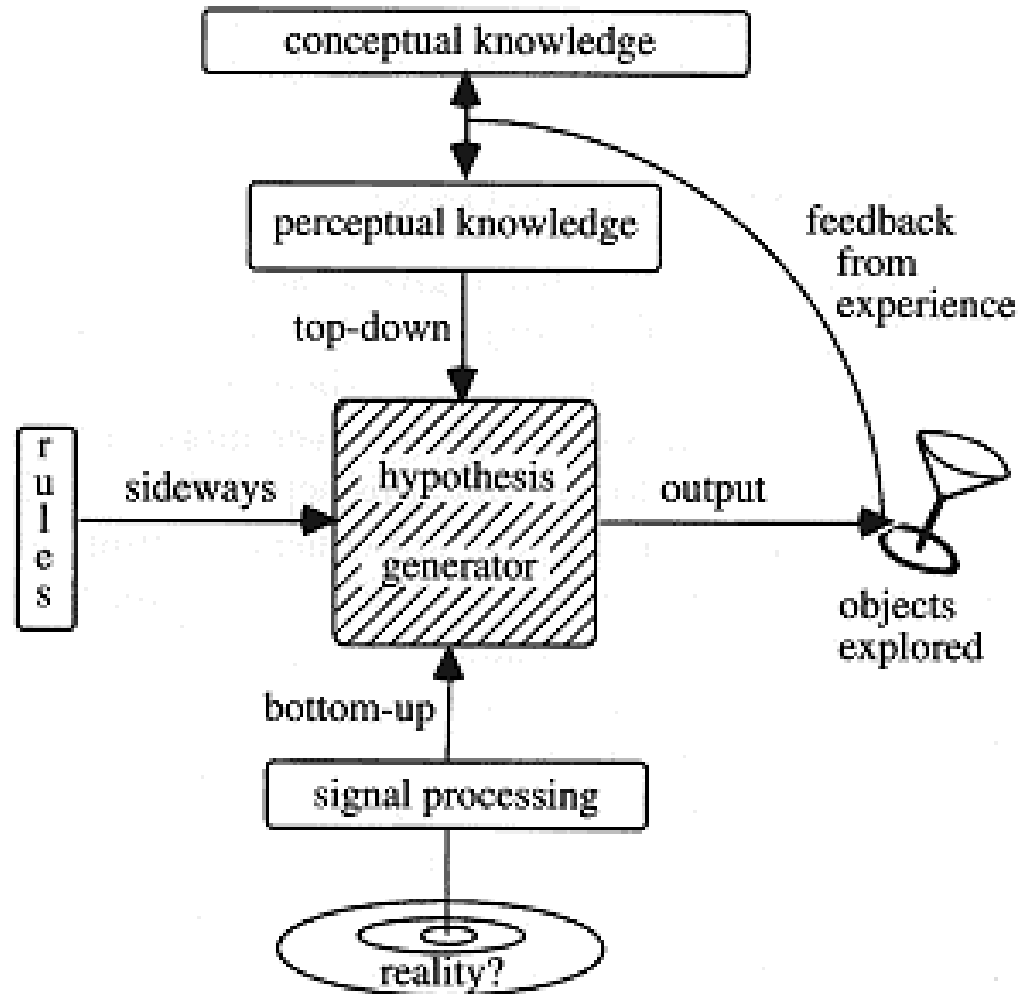 conceptual knowledge
perceptual knowledge
feedback
from
experience
top-down
rules
sideways
hypothesis
generator
output
objects
explored
bottom-up
signal processing
reality?